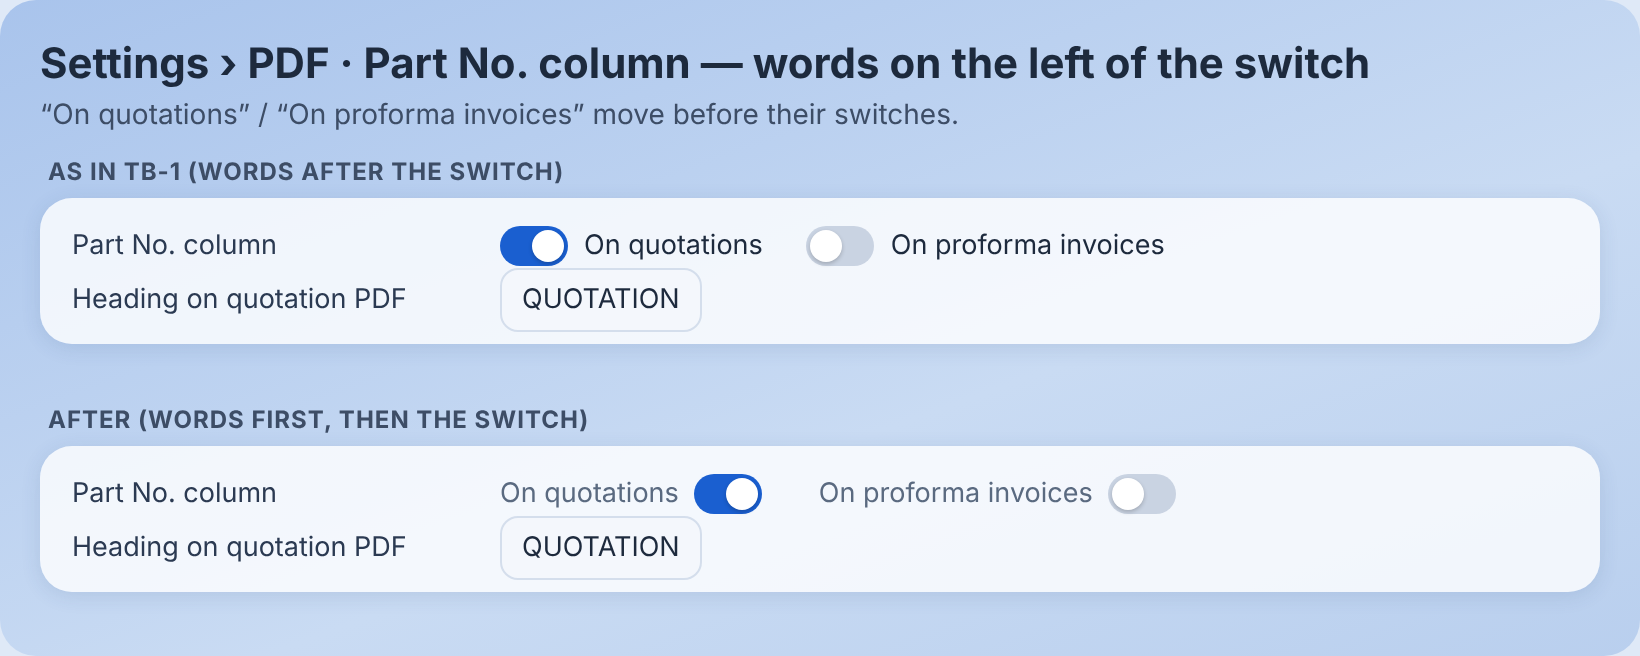 Settings › PDF · Part No. column — words on the left of the switch
“On quotations” / “On proforma invoices” move before their switches.
AS IN TB-1 (WORDS AFTER THE SWITCH)
Part No. column On quotations On proforma invoices
Heading on quotation PDF QUOTATION
AFTER (WORDS FIRST, THEN THE SWITCH)
Part No. column On quotations On proforma invoices
Heading on quotation PDF QUOTATION